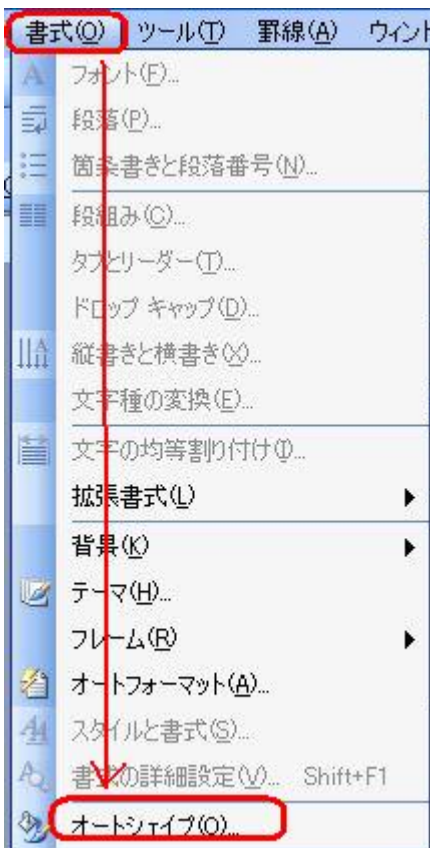 書式(O) ツール(T) 罫線(A) ウィント
フォント(F)...
段落(P)...
箇条書きと段落番号(N)...
段組み(C)...
タブとリーダー(T)...
ドロップ キャップ(D)...
縦書きと横書き(X)...
文字種の変換(E)...
文字の均等割り付け(I)...
拡張書式(L)
背景(K)
テーマ(H)...
フレーム(R)
オートフォーマット(A)...
スタイルと書式(S)...
書式の詳細設定(V)... Shift+F1
オートシェイプ(O)...